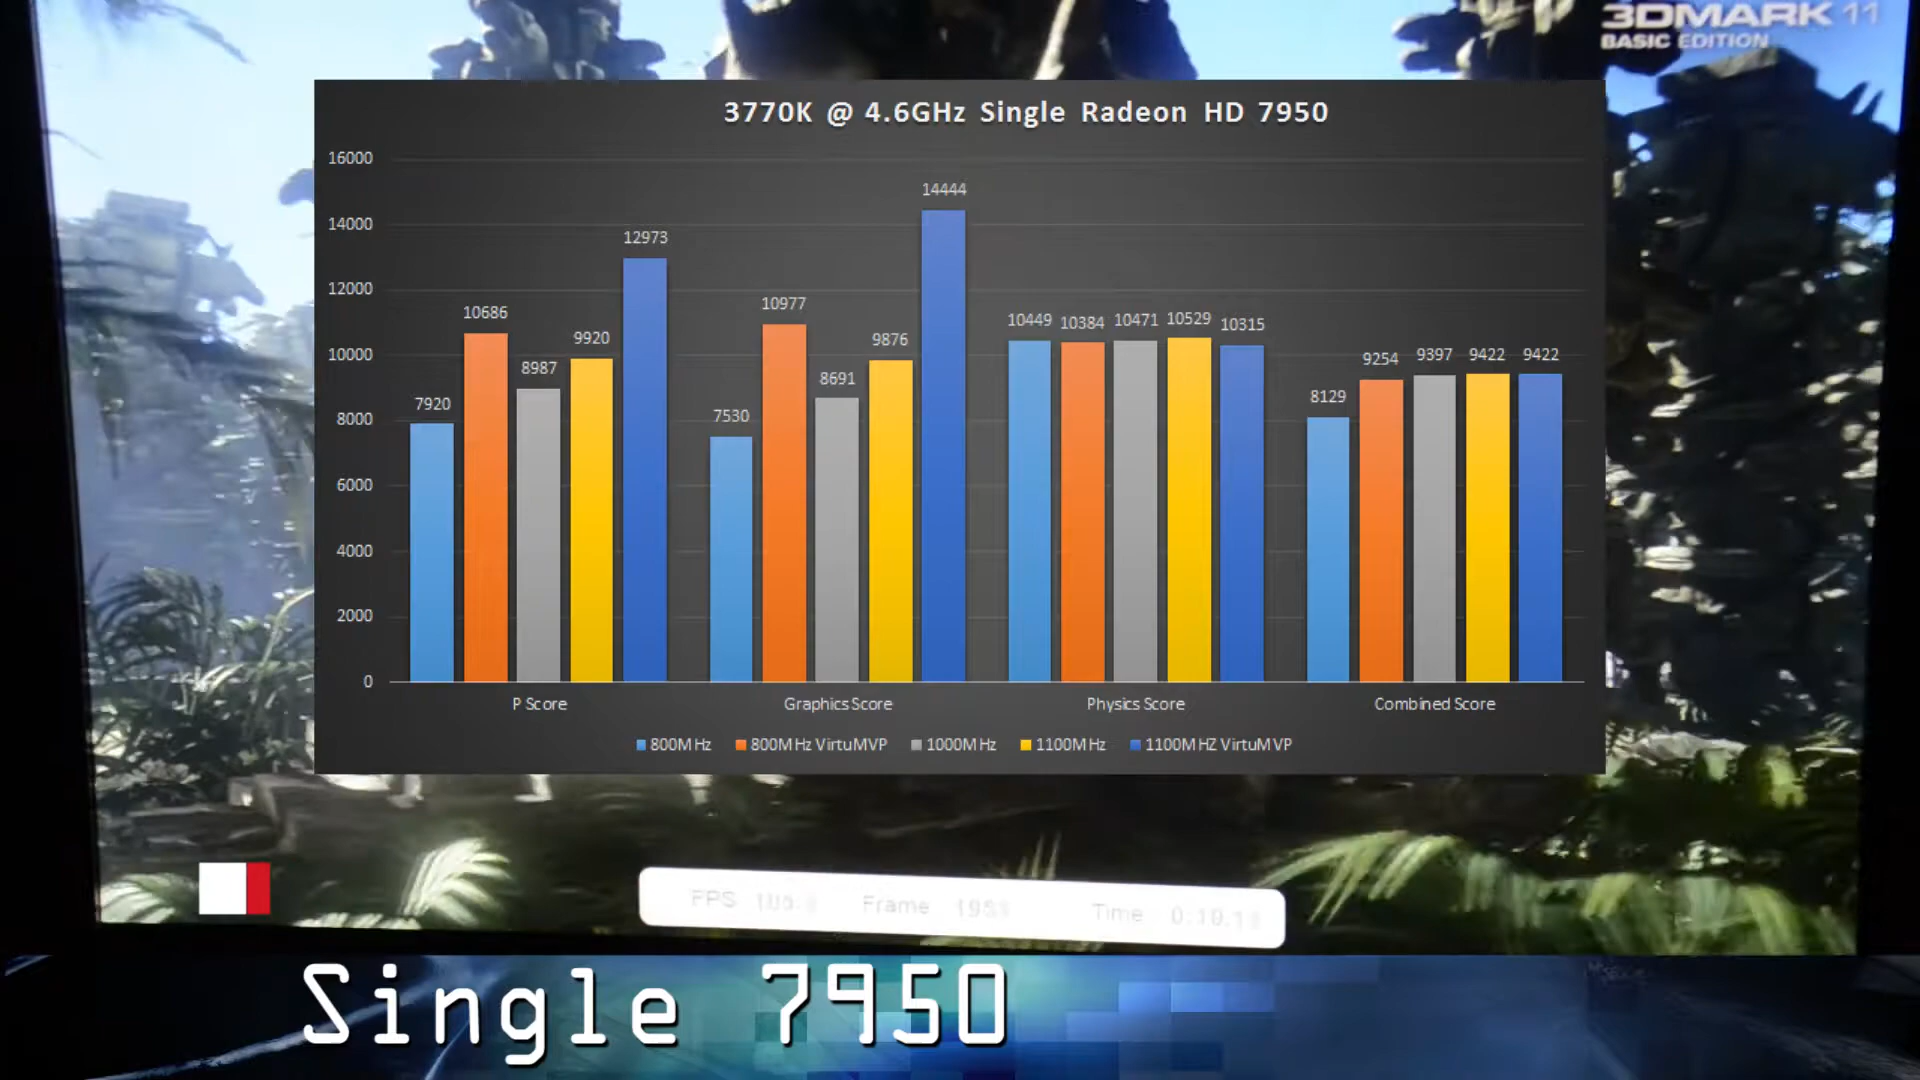 3DMARK 11
BASIC EDITION
3770K @ 4.6GHz Single Radeon HD 7950
16000
14000
12000
10000
8000
6000
4000
2000
0
7920
10686
8987
9920
12973
7530
10977
8691
9876
14444
10449
10384
10471
10529
10315
8129
9254
9397
9422
9422
P Score
Graphics Score
Physics Score
Combined Score
800MHz
800MHz VirtuMVP
1000MHz
1100MHz
1100MHZ VirtuMVP
FPS Frame Time
Single 7950